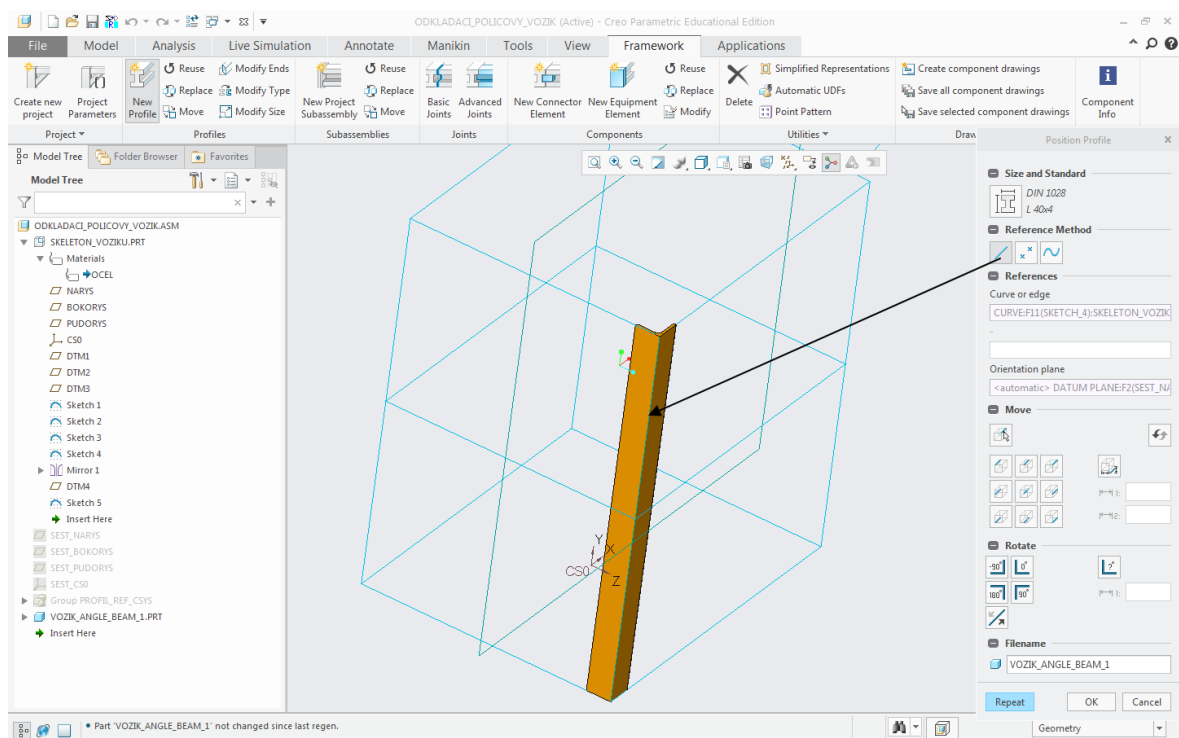 ODKLADACI_POLICOVY_VOZIK (Active) - Creo Parametric Educational Edition
File Model Analysis Live Simulation Annotate Manikin Tools View Framework Applications
Create new project
Project Parameters
Project
New Profile
Reuse Modify Ends
Replace Modify Type
Move Modify Size
Profiles
New Project Subassembly
Reuse
Replace
Move
Subassemblies
Basic Joints
Advanced Joints
Joints
New Connector Element
New Equipment Element
Reuse
Replace
Modify
Components
Delete
Simplified Representations
Automatic UDFs
Point Pattern
Utilities
Create component drawings
Save all component drawings
Save selected component drawings
Draw
Component Info
Model Tree Folder Browser Favorites
Model Tree
ODKLADACI_POLICOVY_VOZIK.ASM
SKELETON_VOZIKU.PRT
Materials
OCEL
NARYS
BOKORYS
PUDORYS
CS0
DTM1
DTM2
DTM3
Sketch 1
Sketch 2
Sketch 3
Sketch 4
Mirror 1
DTM4
Sketch 5
Insert Here
SEST_NARYS
SEST_BOKORYS
SEST_PUDORYS
SEST_CS0
Group PROFIL_REF_CSYS
VOZIK_ANGLE_BEAM_1.PRT
Insert Here
Y
X
CS0
Z
Position Profile
Size and Standard
DIN 1028
L 40x4
Reference Method
References
Curve or edge
CURVE:F11(SKETCH_4):SKELETON_VOZIK
-
Orientation plane
<automatic> DATUM PLANE:F2(SEST_NA
Move
1:
2:
Rotate
-90° 0° ?°
180° 90° 1:
Filename
VOZIK_ANGLE_BEAM_1
Repeat OK Cancel
• Part 'VOZIK_ANGLE_BEAM_1' not changed since last regen.
Geometry